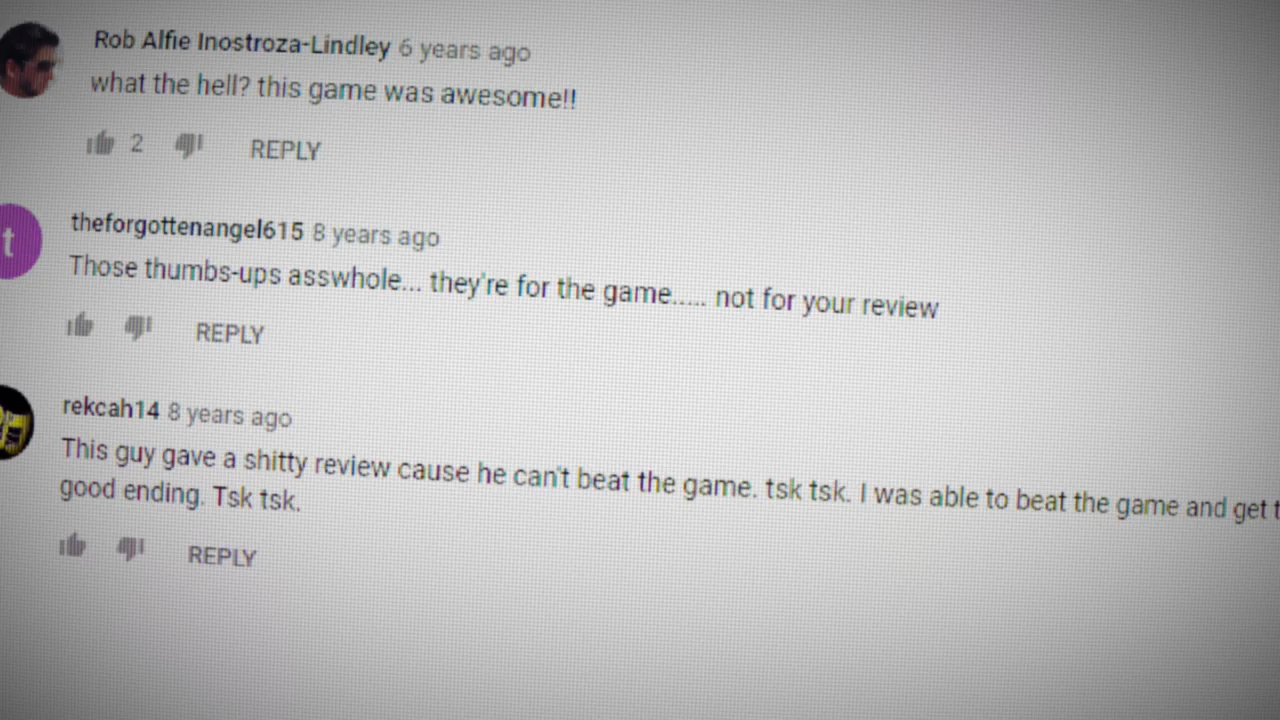 Rob Alfie Inostroza-Lindley 6 years ago
what the hell? this game was awesome!!
2 REPLY
t
theforgottenangel615 8 years ago
Those thumbs-ups asswhole... they're for the game..... not for your review
REPLY
rekcah14 8 years ago
This guy gave a shitty review cause he can't beat the game. tsk tsk. I was able to beat the game and get
good ending. Tsk tsk.
REPLY